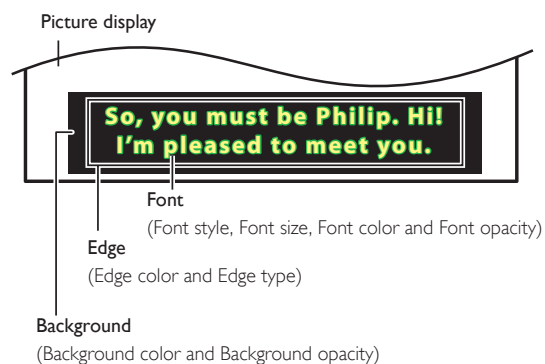 Picture display
So, you must be Philip. Hi!
I'm pleased to meet you.
Font
(Font style, Font size, Font color and Font opacity)
Edge
(Edge color and Edge type)
Background
(Background color and Background opacity)